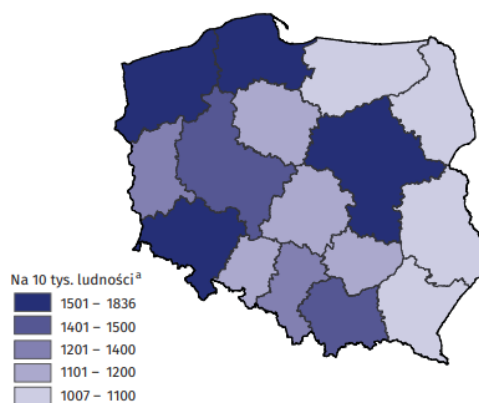 Na 10 tys. ludności a
1501 – 1836
1401 – 1500
1201 – 1400
1101 – 1200
1007 – 1100